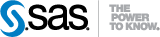 sas.
THE
POWER
TO KNOW.